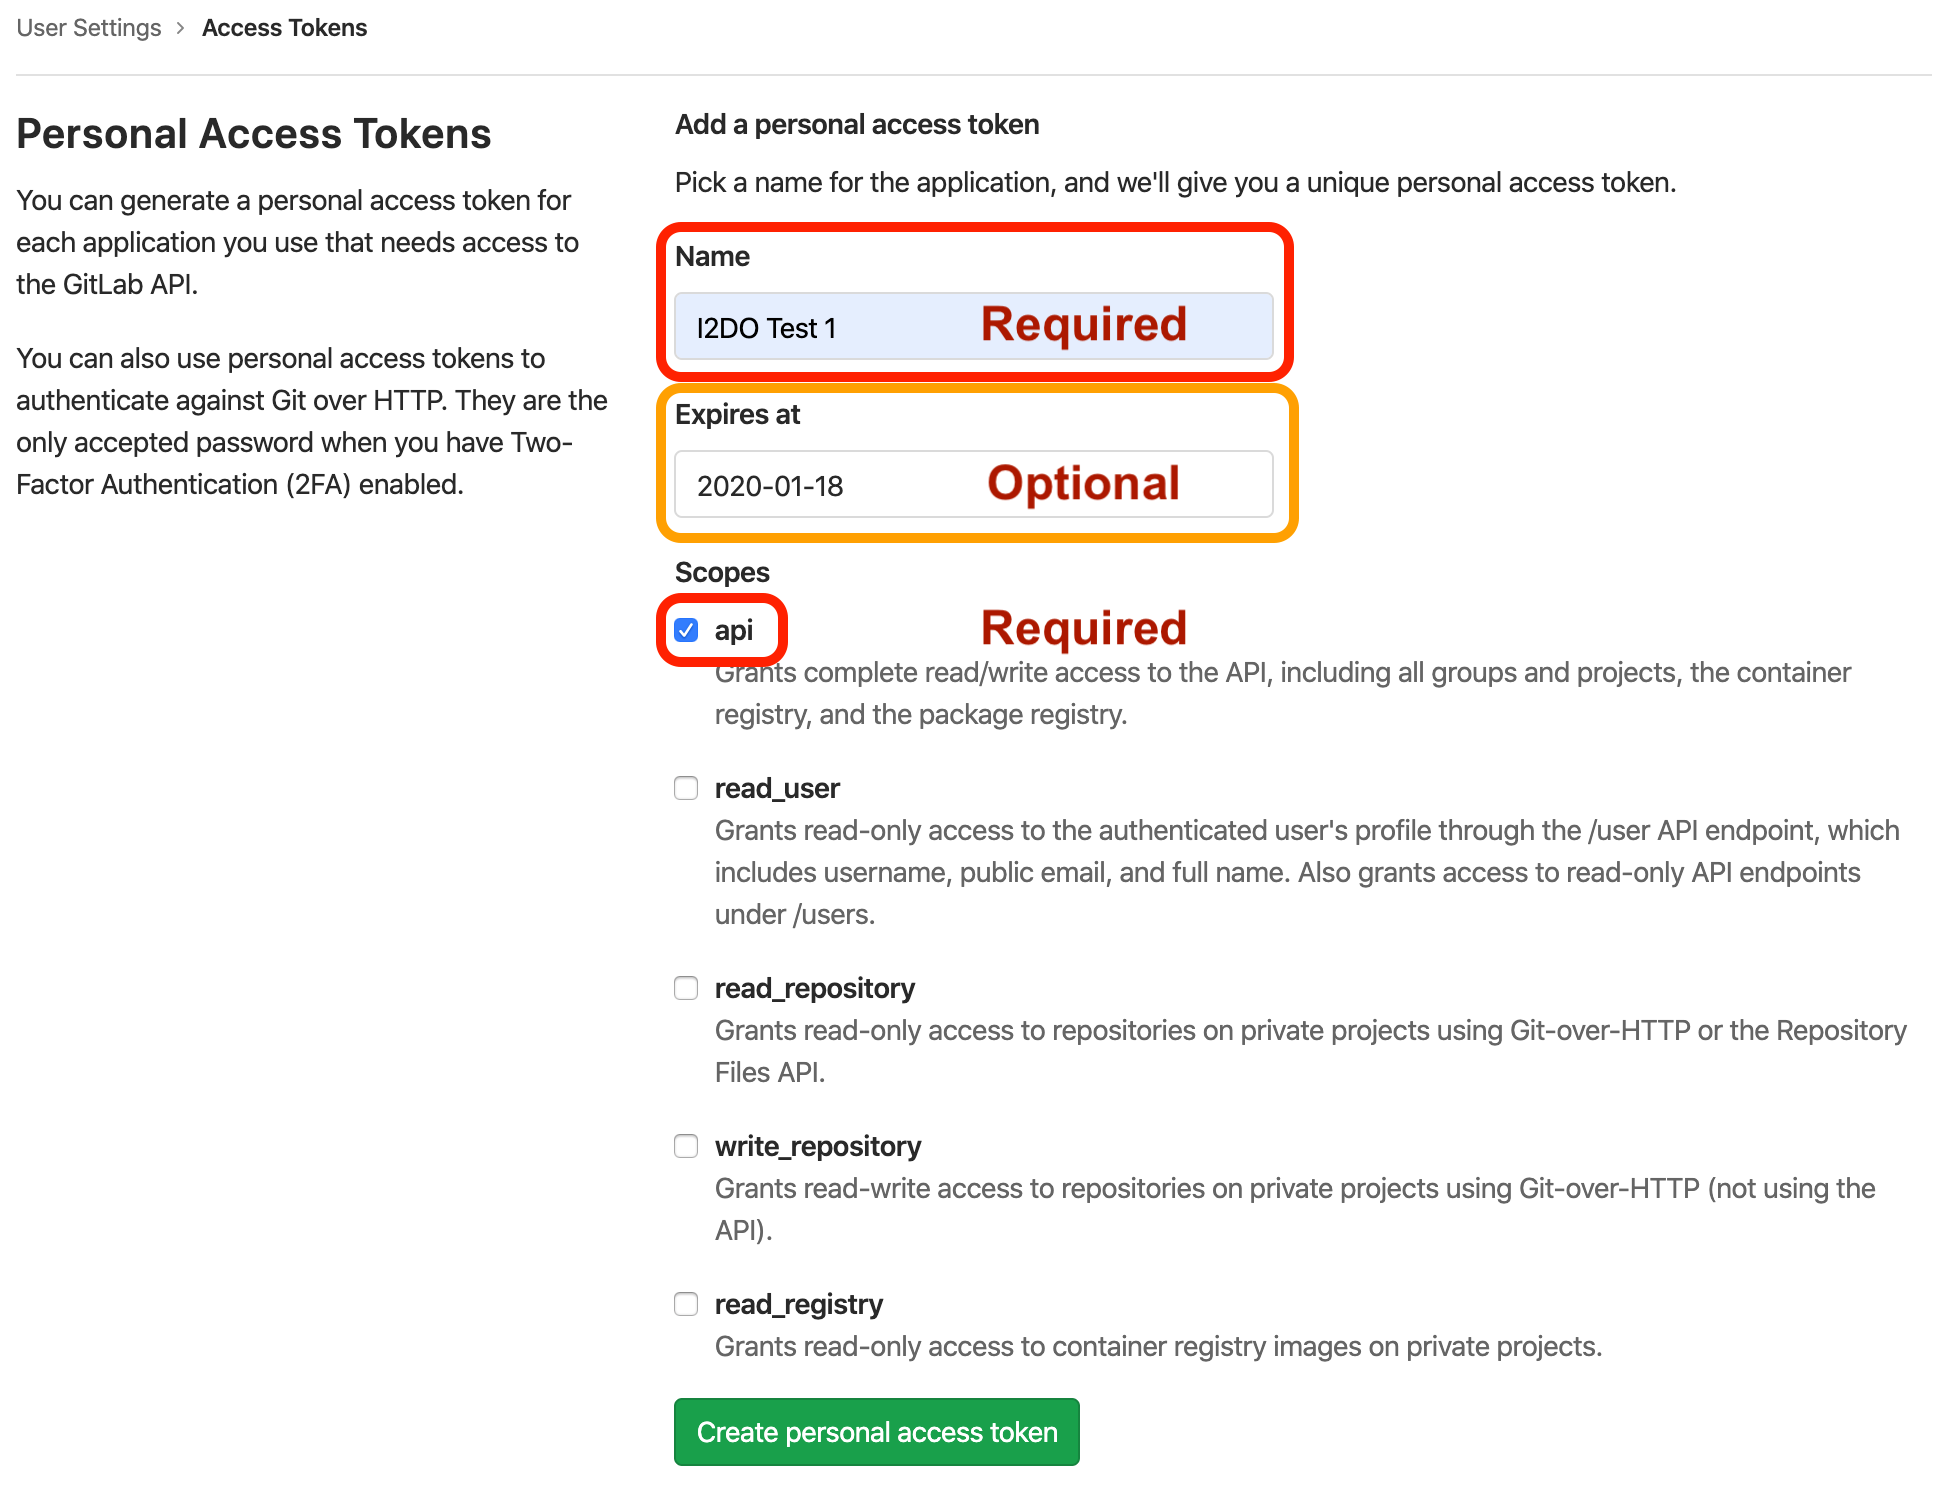 User Settings > Access Tokens
Personal Access Tokens
You can generate a personal access token for
each application you use that needs access to
the GitLab API.
You can also use personal access tokens to
authenticate against Git over HTTP. They are the
only accepted password when you have Two-
Factor Authentication (2FA) enabled.
Add a personal access token
Pick a name for the application, and we'll give you a unique personal access token.
Name
I2DO Test 1 Required
Expires at
2020-01-18 Optional
Scopes
api Required
Grants complete read/write access to the API, including all groups and projects, the container
registry, and the package registry.
read_user
Grants read-only access to the authenticated user's profile through the /user API endpoint, which
includes username, public email, and full name. Also grants access to read-only API endpoints
under /users.
read_repository
Grants read-only access to repositories on private projects using Git-over-HTTP or the Repository
Files API.
write_repository
Grants read-write access to repositories on private projects using Git-over-HTTP (not using the
API).
read_registry
Grants read-only access to container registry images on private projects.
Create personal access token